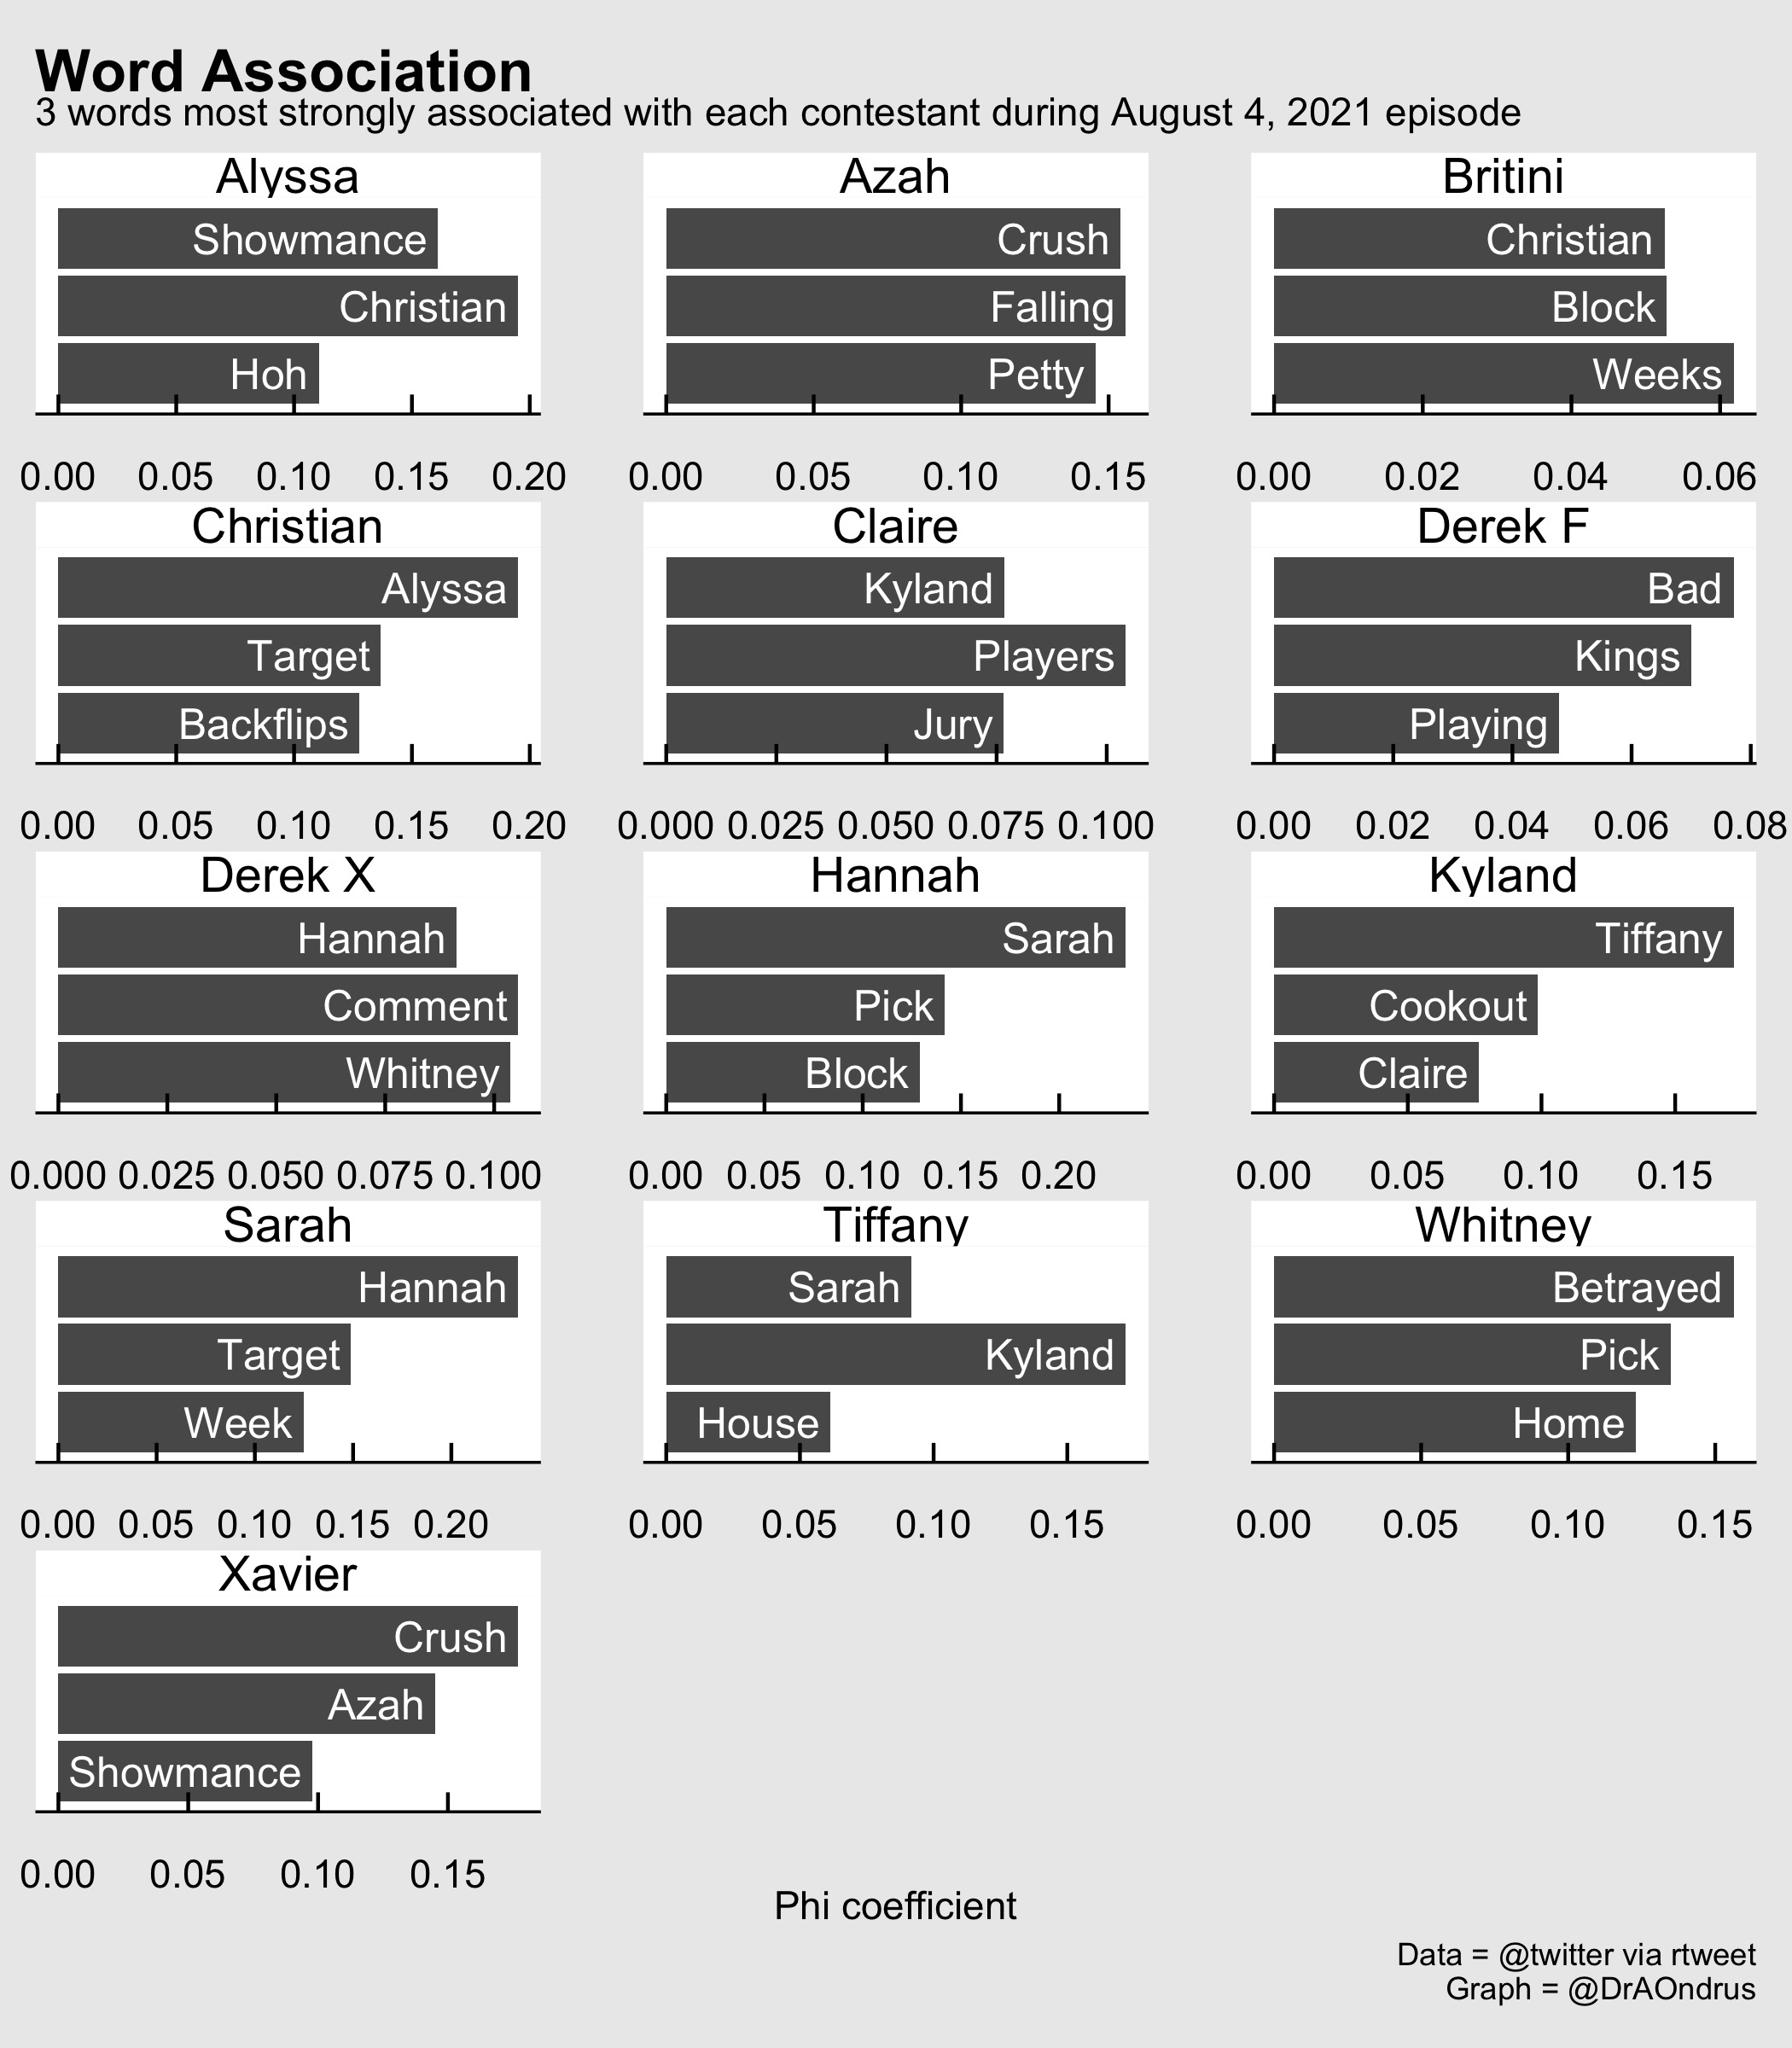 Word Association
3 words most strongly associated with each contestant during August 4, 2021 episode
Alyssa
Showmance
Christian
Hoh
0.00 0.05 0.10 0.15 0.20
Azah
Crush
Falling
Petty
0.00 0.05 0.10 0.15
Britini
Christian
Block
Weeks
0.00 0.02 0.04 0.06
Christian
Alyssa
Target
Backflips
0.00 0.05 0.10 0.15 0.20
Claire
Kyland
Players
Jury
0.000 0.025 0.050 0.075 0.100
Derek F
Bad
Kings
Playing
0.00 0.02 0.04 0.06 0.08
Derek X
Hannah
Comment
Whitney
0.000 0.025 0.050 0.075 0.100
Hannah
Sarah
Pick
Block
0.00 0.05 0.10 0.15 0.20
Kyland
Tiffany
Cookout
Claire
0.00 0.05 0.10 0.15
Sarah
Hannah
Target
Week
0.00 0.05 0.10 0.15 0.20
Tiffany
Sarah
Kyland
House
0.00 0.05 0.10 0.15
Whitney
Betrayed
Pick
Home
0.00 0.05 0.10 0.15
Xavier
Crush
Azah
Showmance
0.00 0.05 0.10 0.15
Phi coefficient
Data = @twitter via rtweet
Graph = @DrAOndrus